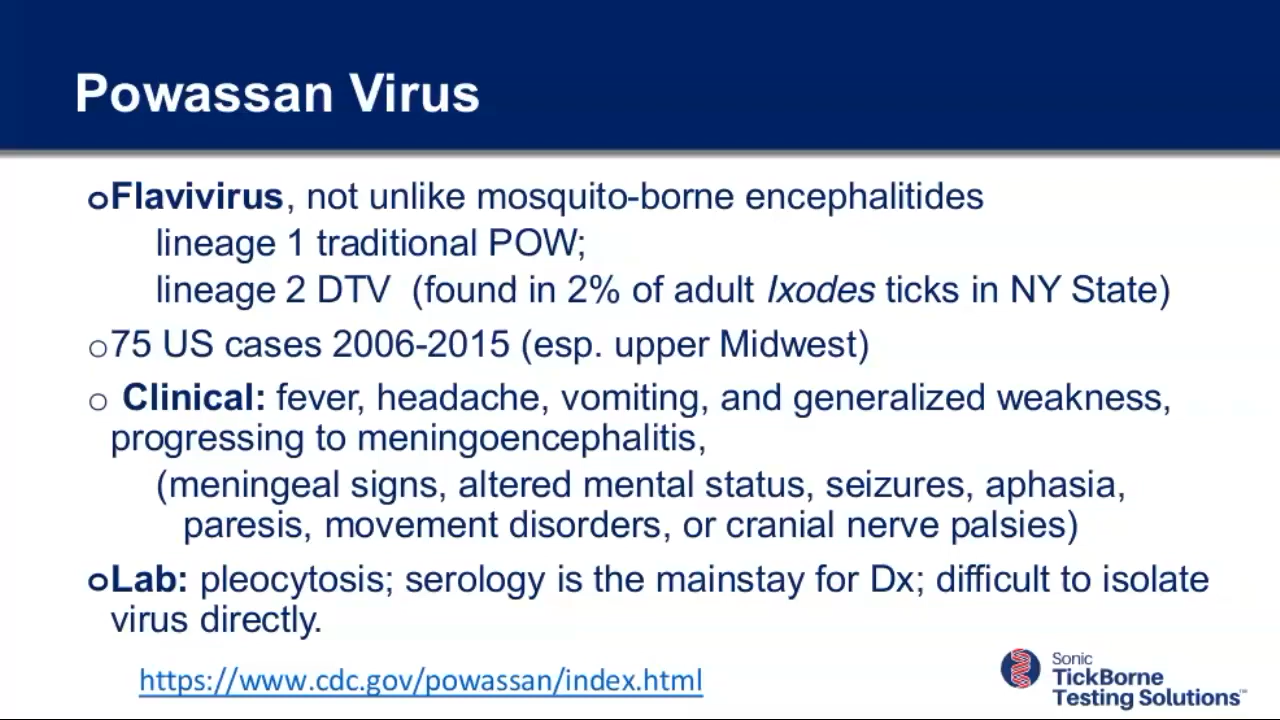 Powassan Virus
oFlavivirus, not unlike mosquito-borne encephalitides
lineage 1 traditional POW;
lineage 2 DTV (found in 2% of adult Ixodes ticks in NY State)
o75 US cases 2006-2015 (esp. upper Midwest)
o Clinical: fever, headache, vomiting, and generalized weakness,
progressing to meningoencephalitis,
(meningeal signs, altered mental status, seizures, aphasia,
paresis, movement disorders, or cranial nerve palsies)
oLab: pleocytosis; serology is the mainstay for Dx; difficult to isolate
virus directly.
https://www.cdc.gov/powassan/index.html
Sonic
TickBorne
Testing Solutions™